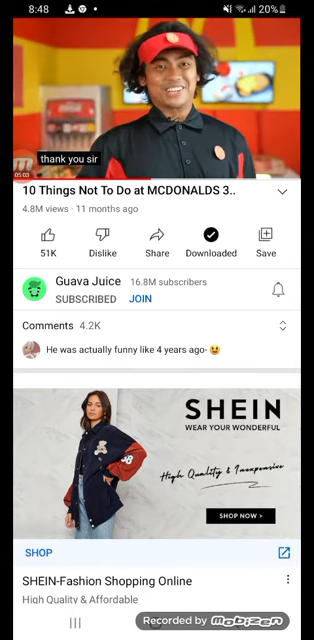 8:48
20%
05:03
thank you sir
10 Things Not To Do at MCDONALDS 3..
4.8M views · 11 months ago
51K
Dislike
Share
Downloaded
Save
Guava Juice 16.8M subscribers
SUBSCRIBED JOIN
Comments 4.2K
He was actually funny like 4 years ago- 😃
SHEIN
WEAR YOUR WONDERFUL
38
High Quality & Inexpensive
SHOP NOW >
SHOP
SHEIN-Fashion Shopping Online
High Quality & Affordable
Recorded by mobizen